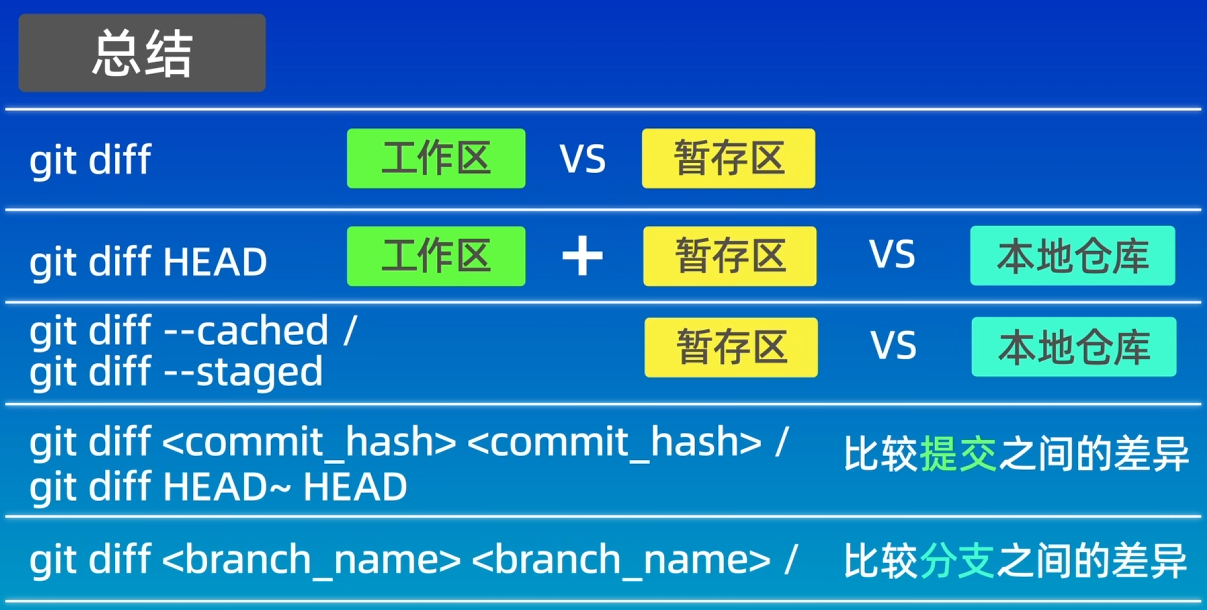 总结
git diff 工作区 VS 暂存区
git diff HEAD 工作区 + 暂存区 VS 本地仓库
git diff --cached /
git diff --staged
暂存区 VS 本地仓库
git diff <commit_hash> <commit_hash> /
git diff HEAD~ HEAD
比较提交之间的差异
git diff <branch_name> <branch_name> / 比较分支之间的差异